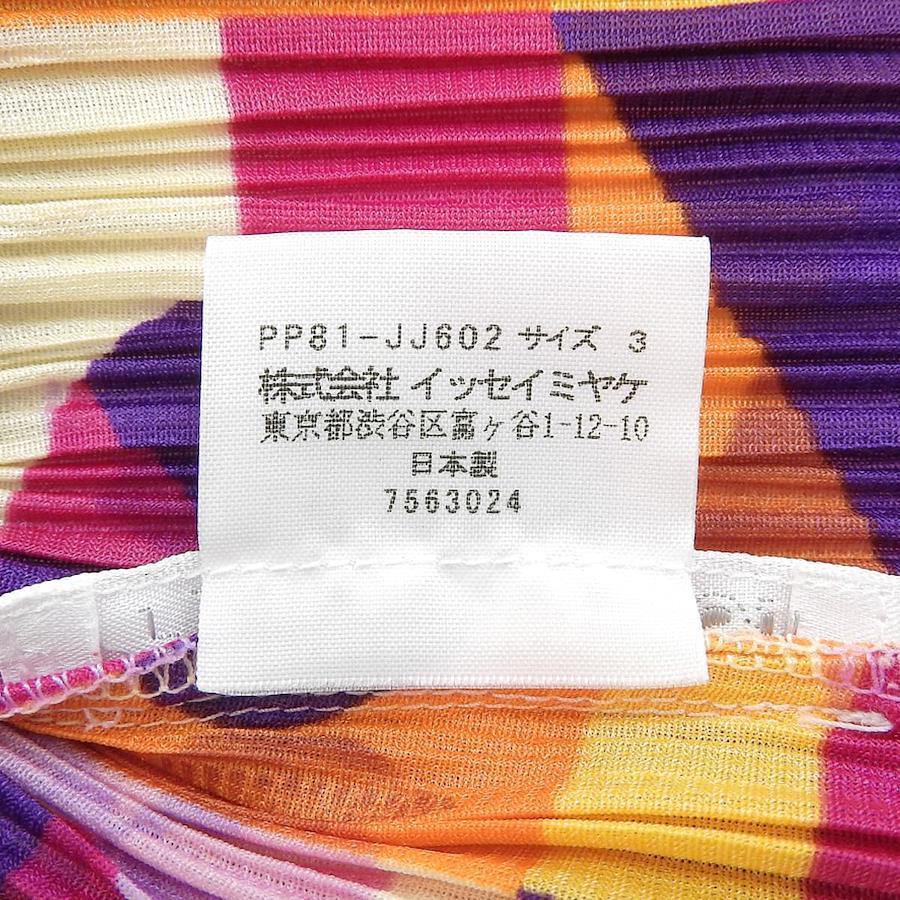 PP81-JJ602 サイズ 3
株式会社 イッセイミヤケ
東京都渋谷区富ヶ谷1-12-10
日本製
7563024